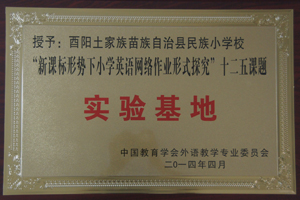 授予：酉阳土家族苗族自治县民族小学校
“新课标形势下小学英语网络作业形式探究”十二五课题
实验基地
中国教育学会外语教学专业委员会
二〇一四年四月